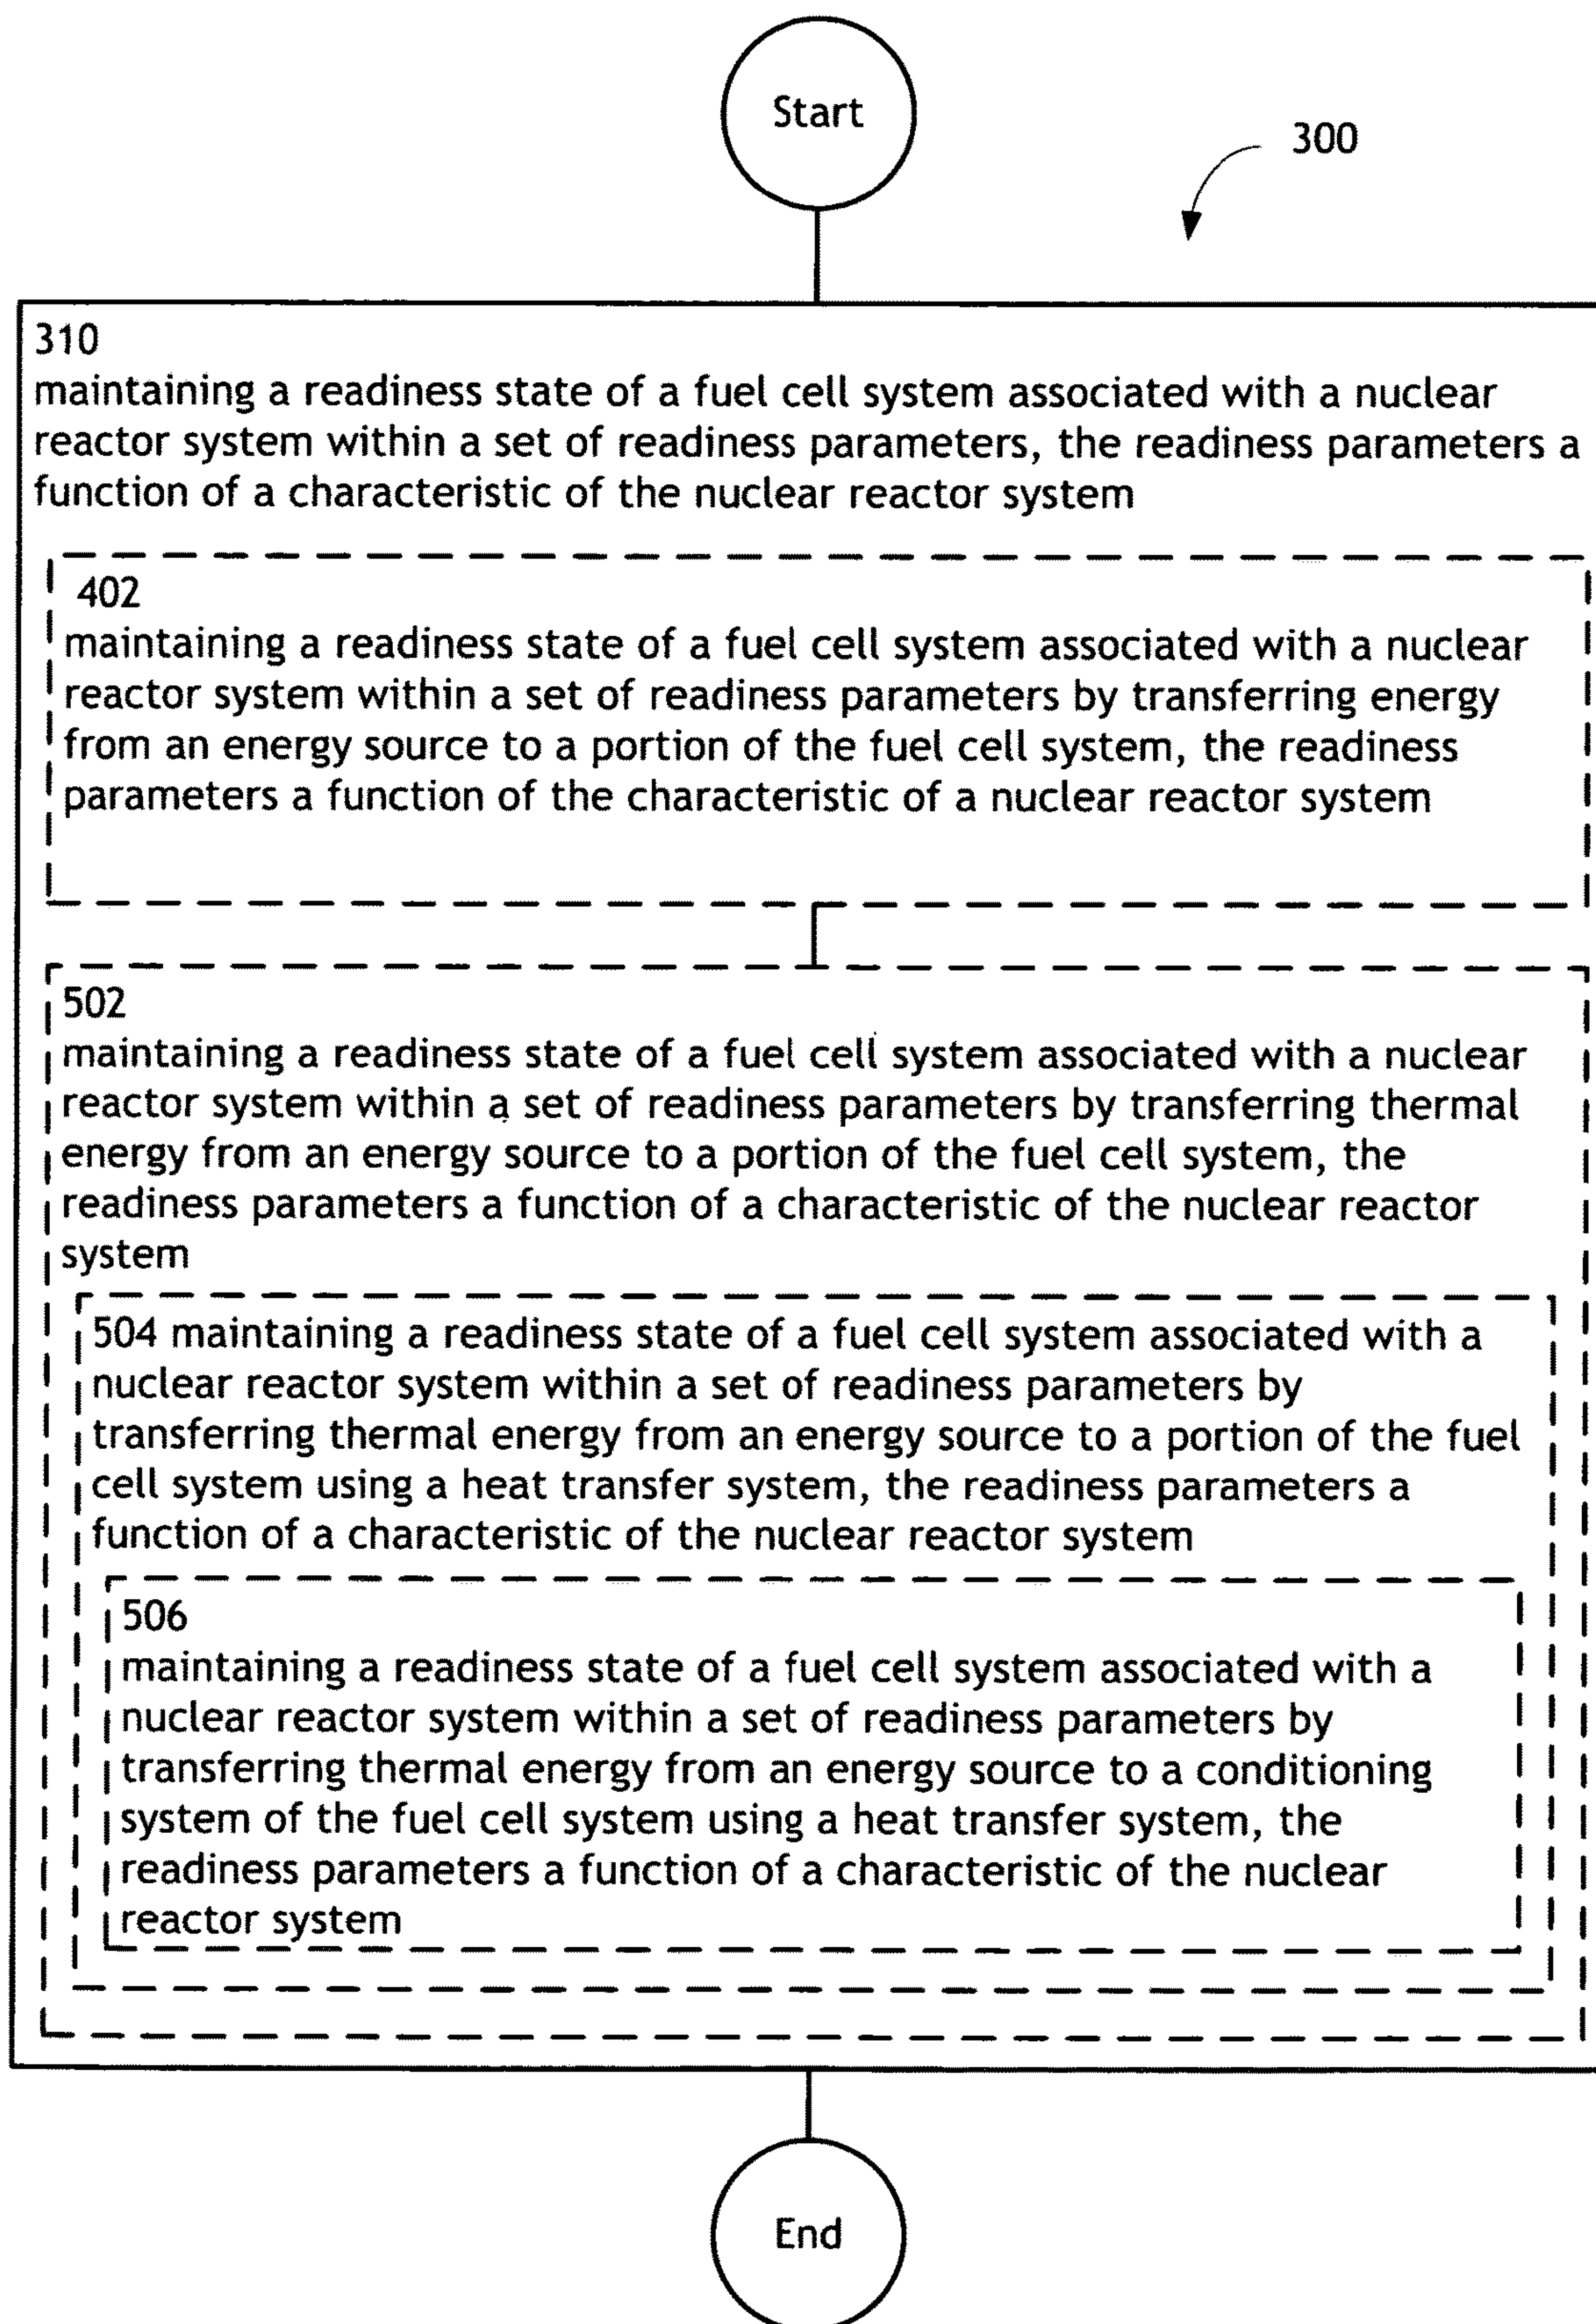 Start
300
310
maintaining a readiness state of a fuel cell system associated with a nuclear
reactor system within a set of readiness parameters, the readiness parameters a
function of a characteristic of the nuclear reactor system
402
maintaining a readiness state of a fuel cell system associated with a nuclear
reactor system within a set of readiness parameters by transferring energy
from an energy source to a portion of the fuel cell system, the readiness
parameters a function of the characteristic of a nuclear reactor system
502
maintaining a readiness state of a fuel cell system associated with a nuclear
reactor system within a set of readiness parameters by transferring thermal
energy from an energy source to a portion of the fuel cell system, the
readiness parameters a function of a characteristic of the nuclear reactor
system
504 maintaining a readiness state of a fuel cell system associated with a
nuclear reactor system within a set of readiness parameters by
transferring thermal energy from an energy source to a portion of the fuel
cell system using a heat transfer system, the readiness parameters a
function of a characteristic of the nuclear reactor system
506
maintaining a readiness state of a fuel cell system associated with a
nuclear reactor system within a set of readiness parameters by
transferring thermal energy from an energy source to a conditioning
system of the fuel cell system using a heat transfer system, the
readiness parameters a function of a characteristic of the nuclear
reactor system
End